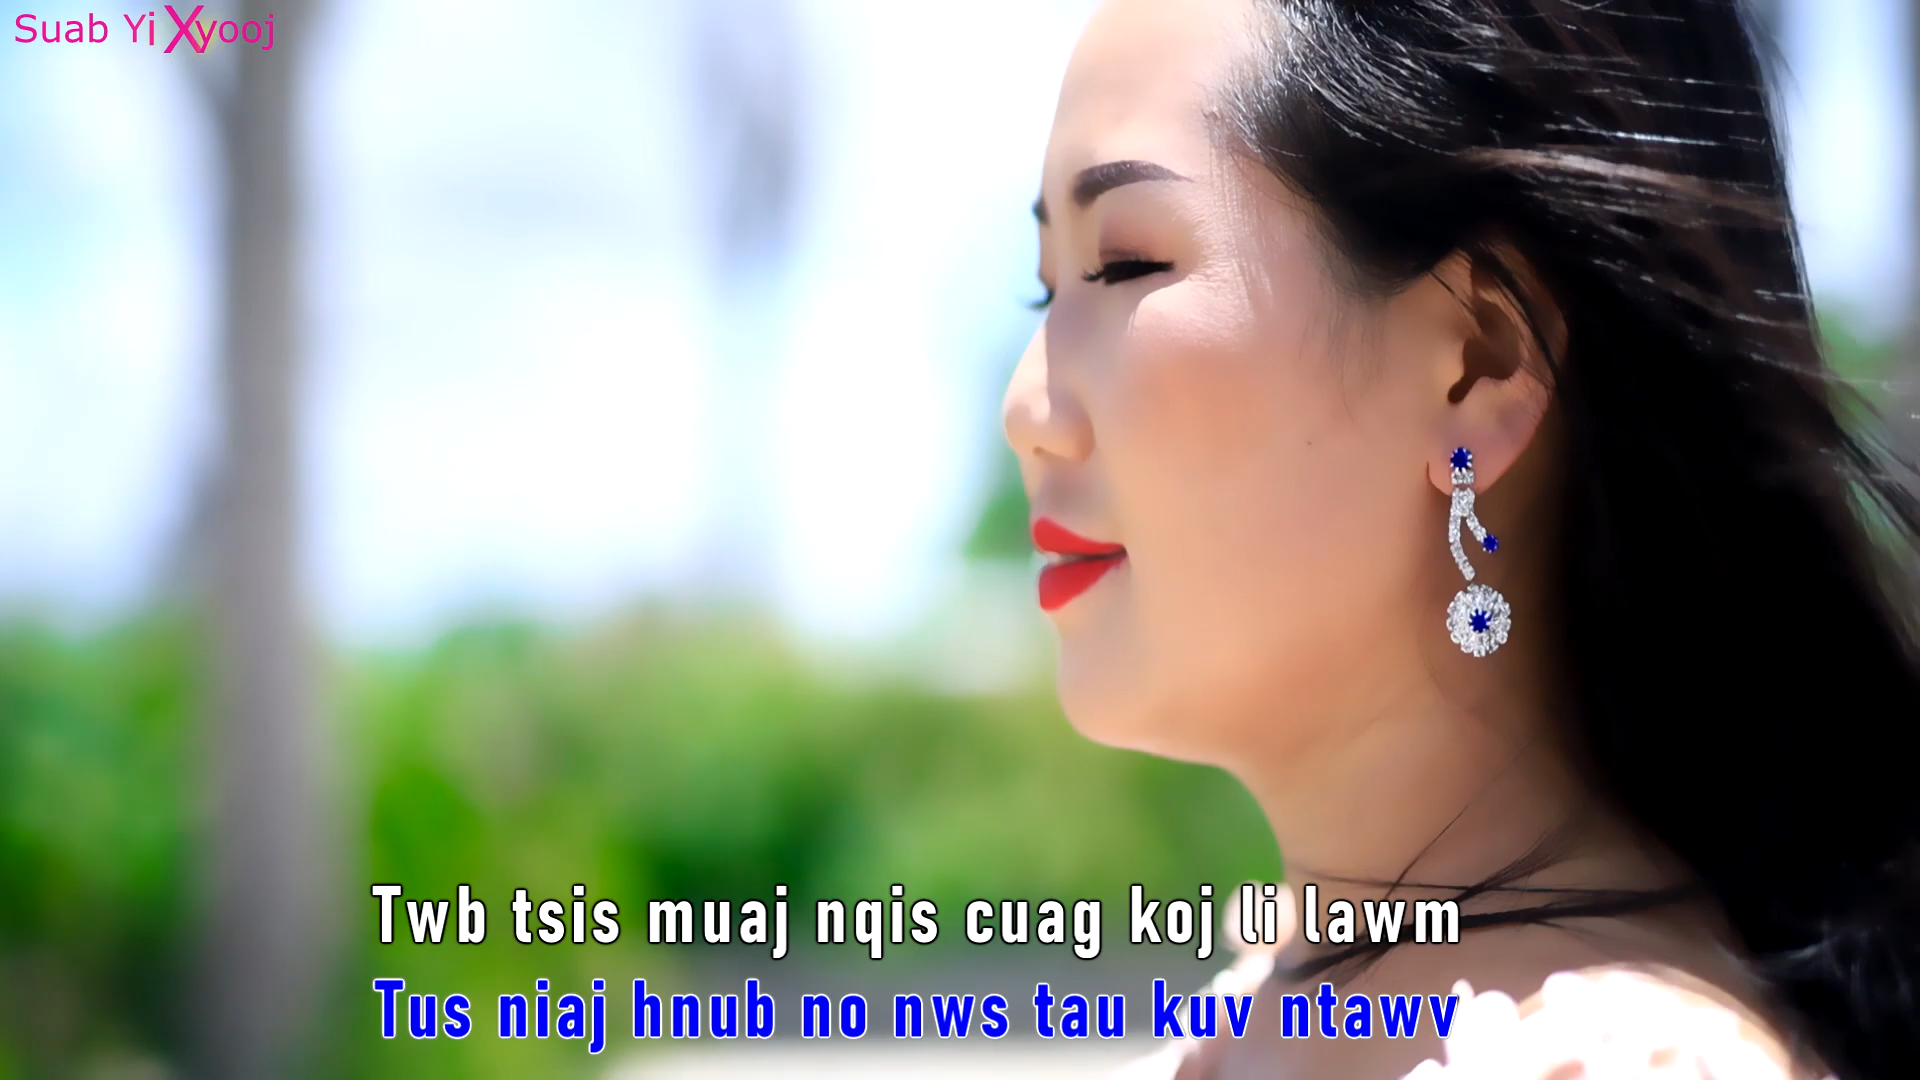 Suab Yi Xyooj
Twb tsis muaj nqis cuag koj li lawm
Tus niaj hnub no nws tau kuv ntawv